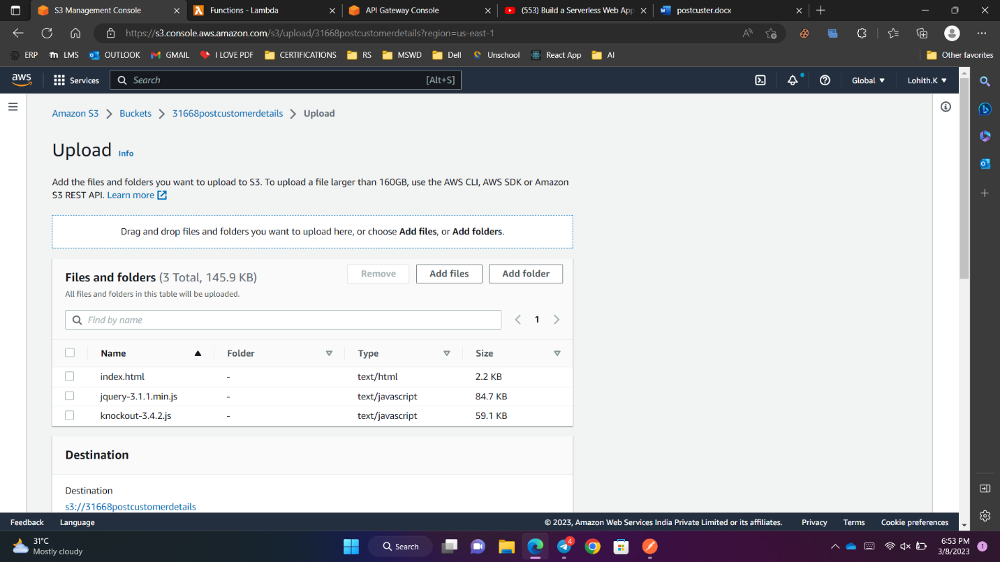 S3 Management Console
Functions - Lambda
API Gateway Console
(553) Build a Serverless Web App
postcuster.docx
https://s3.console.aws.amazon.com/s3/upload/31668postcustomerdetails?region=us-east-1
ERP
LMS
OUTLOOK
GMAIL
I LOVE PDF
CERTIFICATIONS
RS
MSWD
Dell
Unschool
React App
AI
Other favorites
aws
Services
Search
[Alt+S]
Global
Lohith.K
Amazon S3
Buckets
31668postcustomerdetails
Upload
Upload
Info
Add the files and folders you want to upload to S3. To upload a file larger than 160GB, use the AWS CLI, AWS SDK or Amazon
S3 REST API. Learn more
Drag and drop files and folders you want to upload here, or choose Add files, or Add folders.
Files and folders (3 Total, 145.9 KB)
Remove
Add files
Add folder
All files and folders in this table will be uploaded.
Find by name
1
Name
Folder
Type
Size
index.html - text/html 2.2 KB
jquery-3.1.1.min.js - text/javascript 84.7 KB
knockout-3.4.2.js - text/javascript 59.1 KB
Destination
Destination
s3://31668postcustomerdetails
Feedback
Language
© 2023, Amazon Web Services India Private Limited or its affiliates.
Privacy
Terms
Cookie preferences
31°C
Mostly cloudy
Search
4
6:53 PM
3/8/2023
1